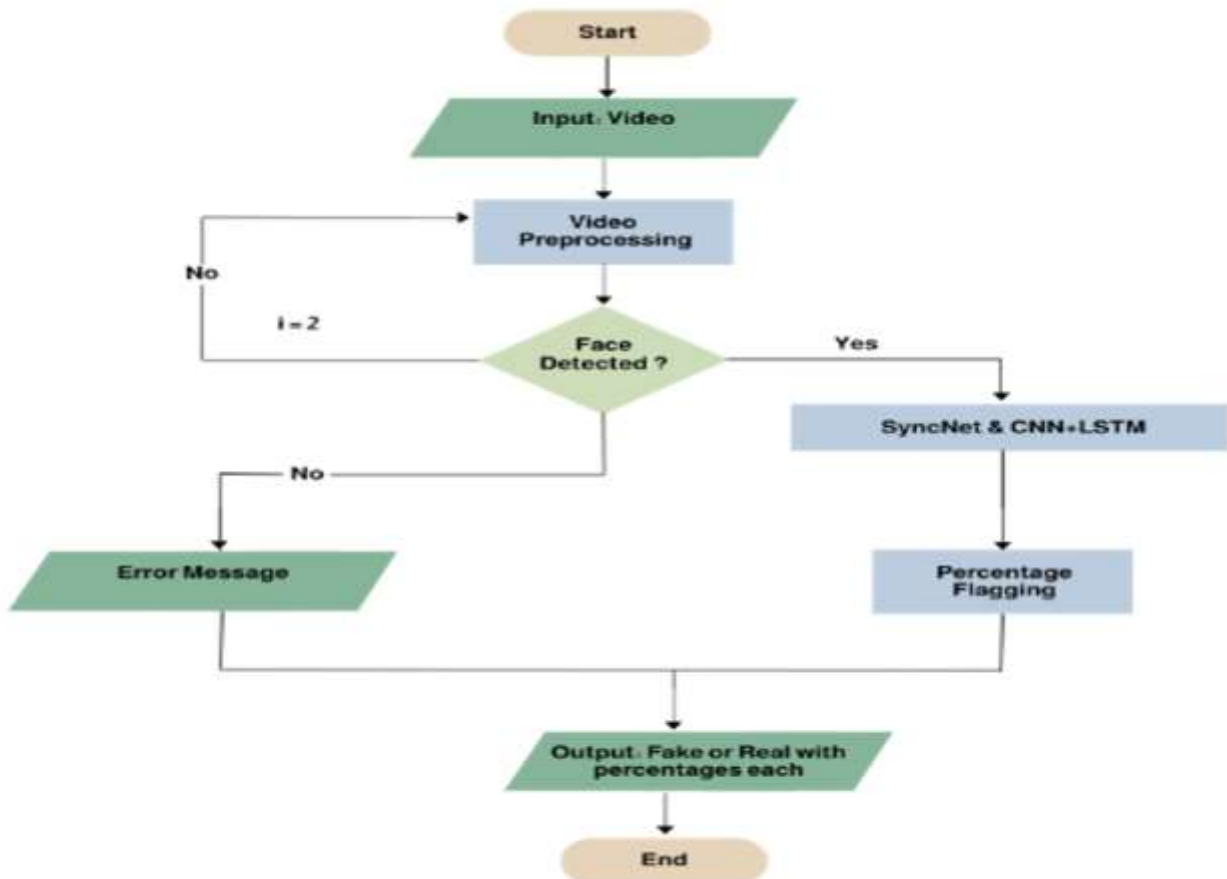 Start
Input: Video
Video
Preprocessing
No
i = 2
Face
Detected ?
Yes
SyncNet & CNN+LSTM
No
Error Message
Percentage
Flagging
Output: Fake or Real with
percentages each
End